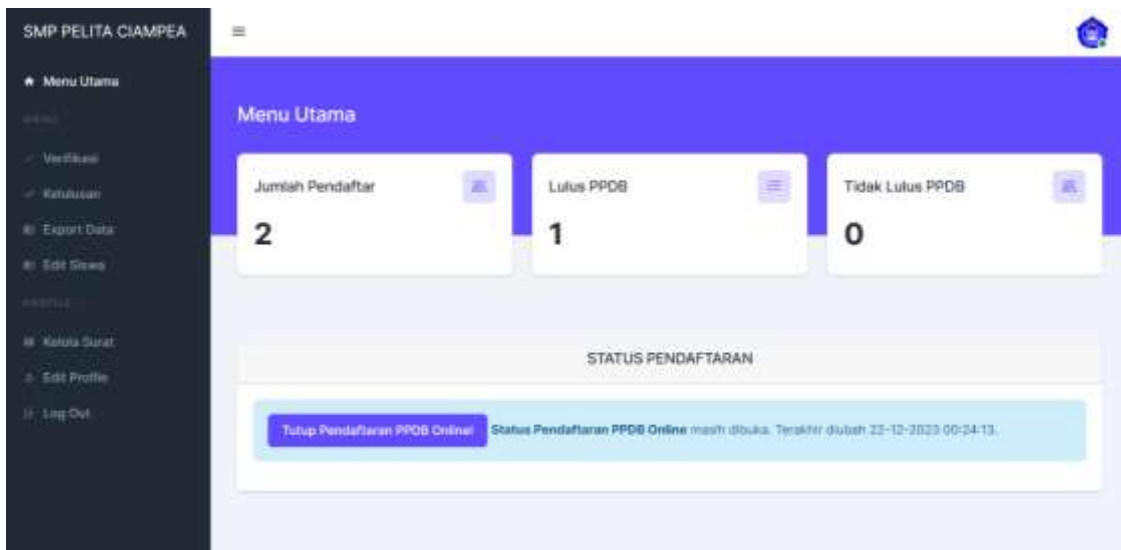 SMP PELITA CIAMPEA
Menu Utama
MENU
Verifikasi
Kelulusan
Export Data
Edit Siswa
PROFILE
Kelola Surat
Edit Profile
Log Out
Menu Utama
Jumlah Pendaftar
2
Lulus PPDB
1
Tidak Lulus PPDB
0
STATUS PENDAFTARAN
Tutup Pendaftaran PPDB Online! Status Pendaftaran PPDB Online masih dibuka. Terakhir diubah 22-12-2023 00:24:13.